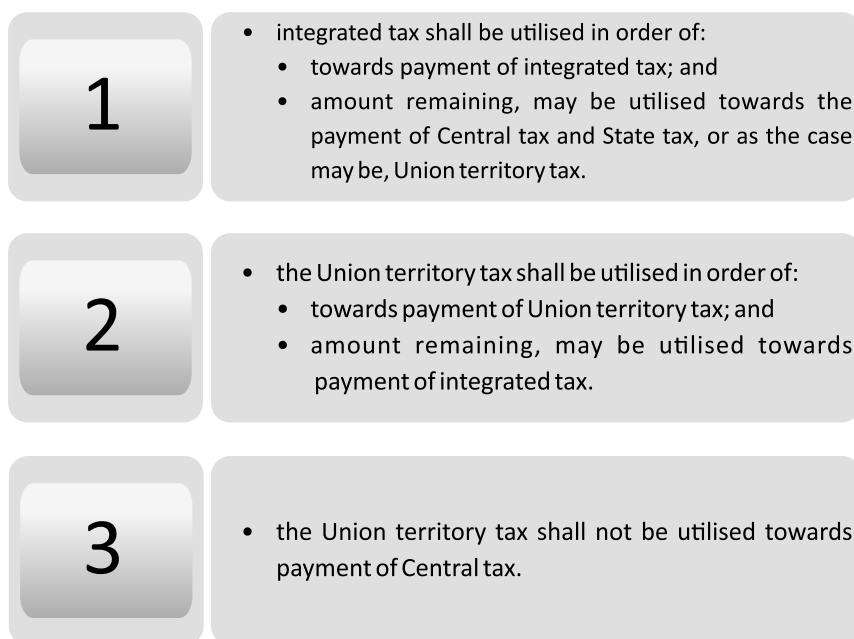 1
• integrated tax shall be utilised in order of:
• towards payment of integrated tax; and
• amount remaining, may be utilised towards the
payment of Central tax and State tax, or as the case
may be, Union territory tax.
2
• the Union territory tax shall be utilised in order of:
• towards payment of Union territory tax; and
• amount remaining, may be utilised towards
payment of integrated tax.
3
• the Union territory tax shall not be utilised towards
payment of Central tax.